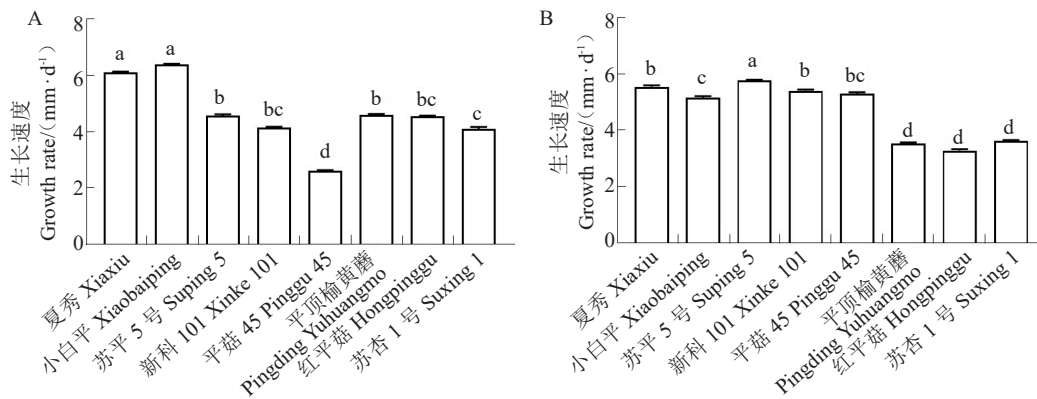 A
生长速度
Growth rate/(mm·d⁻¹)
8
6
4
2
0
a
a
b
bc
d
b
bc
c
夏秀 Xiaxiu
小白平 Xiaobaiping
苏平 5 号 Suping 5
新科 101 Xinke 101
平菇 45 Pinggu 45
平顶榆黄蘑
Pingding Yuhuangmo
红平菇 Hongpinggu
苏杏 1 号 Suxing 1
B
生长速度
Growth rate/(mm·d⁻¹)
8
6
4
2
0
b
c
a
b
bc
d
d
d
夏秀 Xiaxiu
小白平 Xiaobaiping
苏平 5 号 Suping 5
新科 101 Xinke 101
平菇 45 Pinggu 45
平顶榆黄蘑
Pingding Yuhuangmo
红平菇 Hongpinggu
苏杏 1 号 Suxing 1